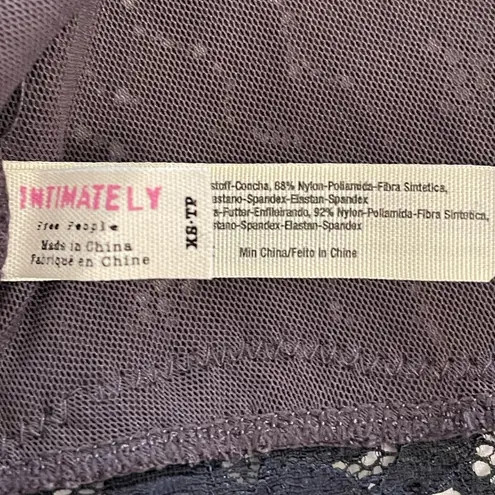 INTIMATELY
Free People
Made in China
Fabriqué en Chine
XS·TP
stoff-Concha, 68% Nylon-Poliamida-Fibra Sintetica,
astano-Spandex-Elastan-Spandex
a-Futter-Enfileirando, 92% Nylon-Poliamida-Fibra Sintetica,
stano-Spandex-Elastan-Spandex
Min China/Feito in Chine